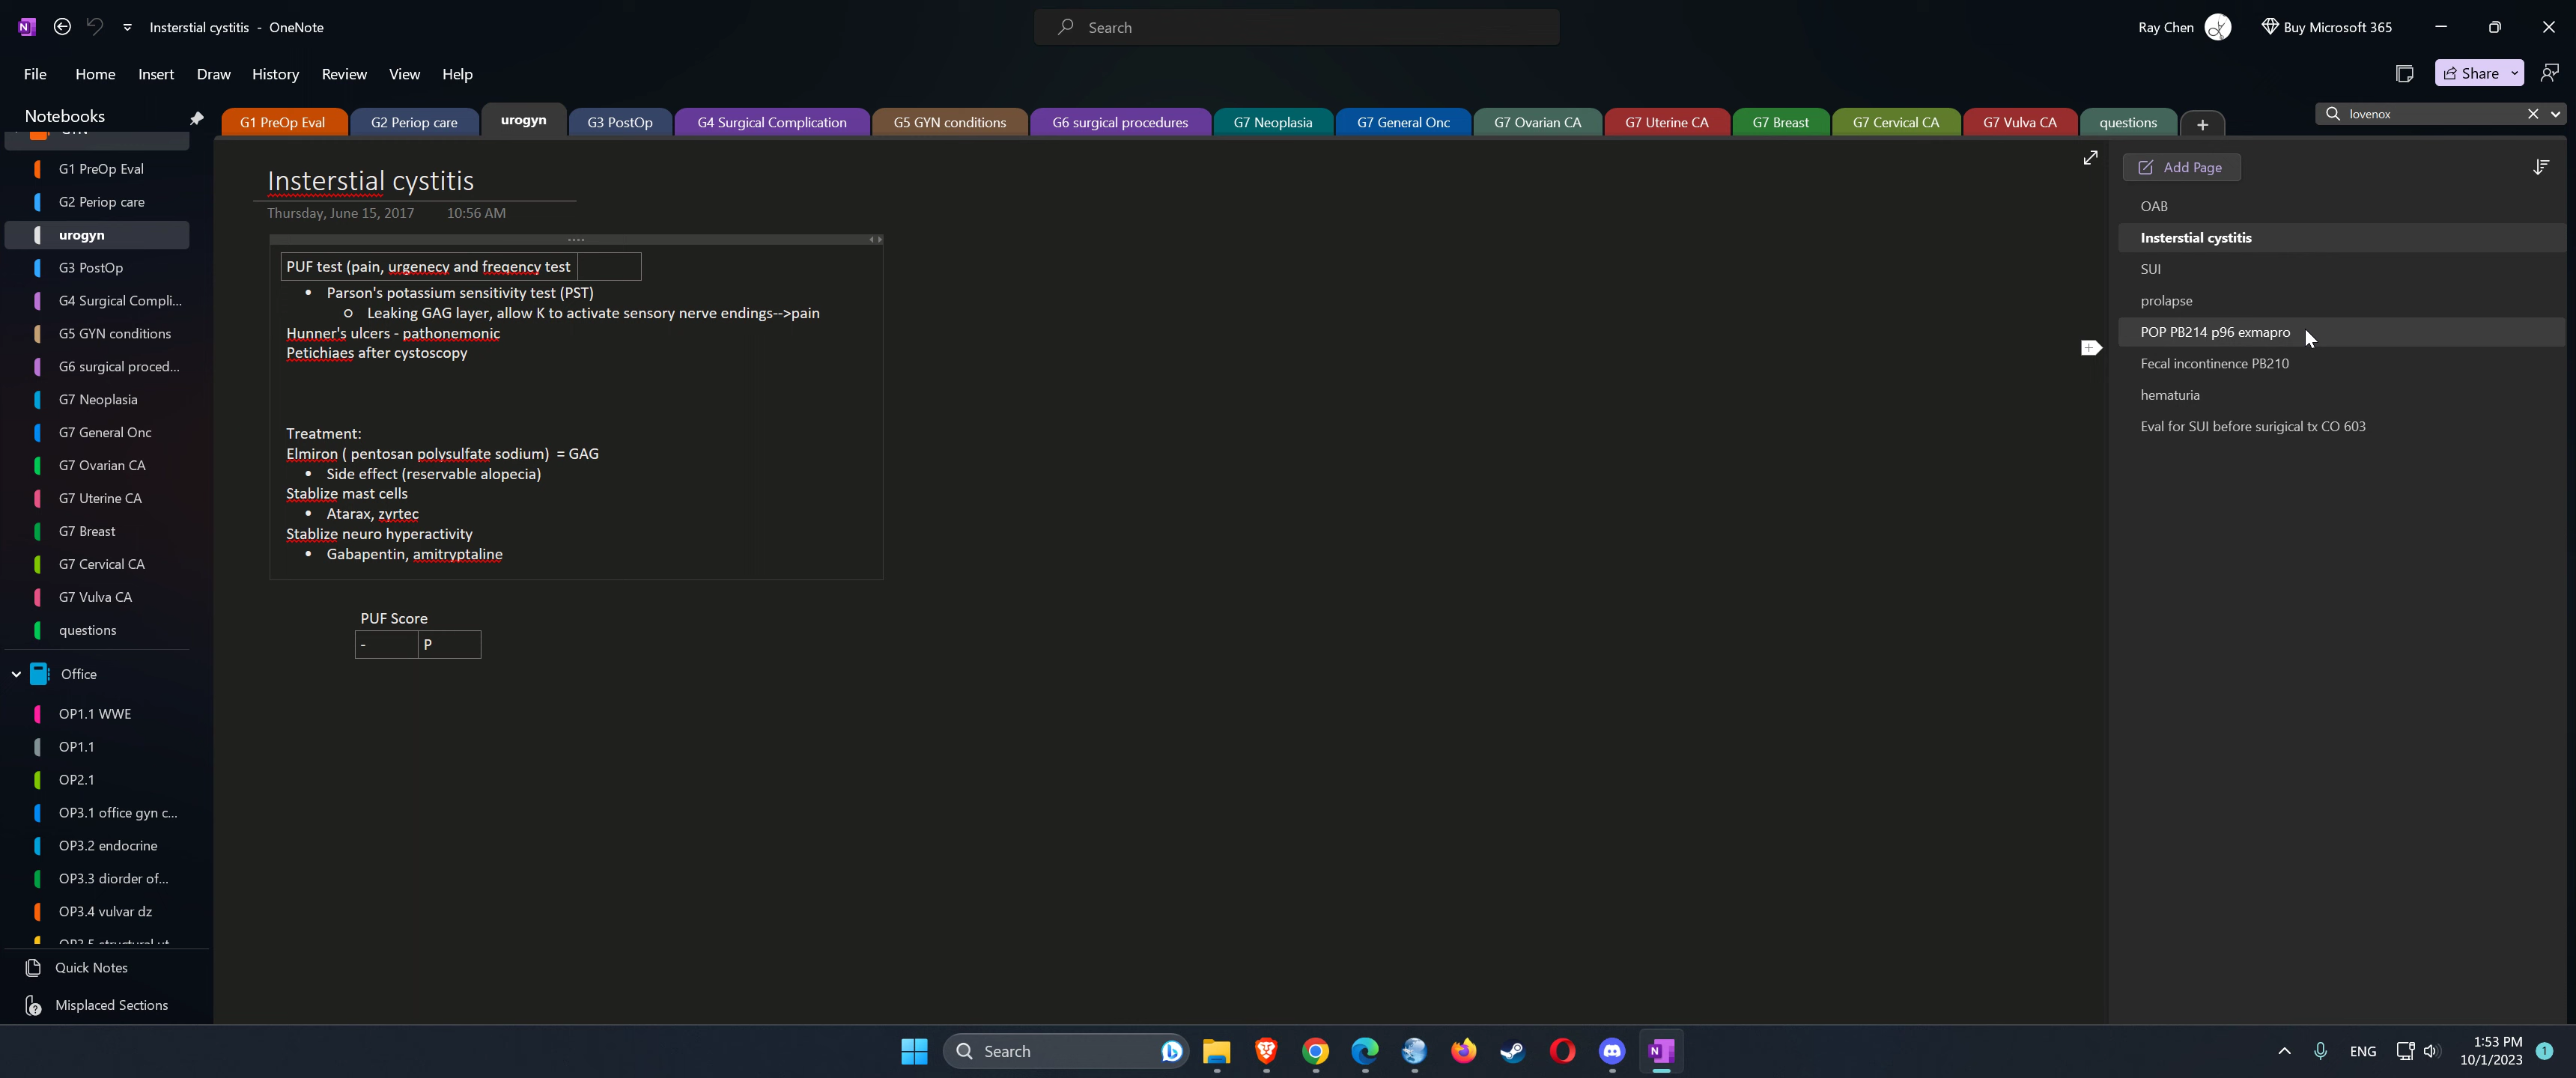 Insterstial cystitis - OneNote
Search
Ray Chen
Buy Microsoft 365
File Home Insert Draw History Review View Help
Share
Notebooks
G1 PreOp Eval
G2 Periop care
urogyn
G3 PostOp
G4 Surgical Complication
G5 GYN conditions
G6 surgical procedures
G7 Neoplasia
G7 General Onc
G7 Ovarian CA
G7 Uterine CA
G7 Breast
G7 Cervical CA
G7 Vulva CA
questions
+
lovenox
GYN
G1 PreOp Eval
G2 Periop care
urogyn
G3 PostOp
G4 Surgical Compli...
G5 GYN conditions
G6 surgical proced...
G7 Neoplasia
G7 General Onc
G7 Ovarian CA
G7 Uterine CA
G7 Breast
G7 Cervical CA
G7 Vulva CA
questions
Office
OP1.1 WWE
OP1.1
OP2.1
OP3.1 office gyn c...
OP3.2 endocrine
OP3.3 diorder of...
OP3.4 vulvar dz
Quick Notes
Misplaced Sections
Insterstial cystitis
Thursday, June 15, 2017 10:56 AM
PUF test (pain, urgenecy and freqency test
• Parson's potassium sensitivity test (PST)
○ Leaking GAG layer, allow K to activate sensory nerve endings-->pain
Hunner's ulcers - pathonemonic
Petichiaes after cystoscopy
Treatment:
Elmiron ( pentosan polysulfate sodium) = GAG
• Side effect (reservable alopecia)
Stablize mast cells
• Atarax, zyrtec
Stablize neuro hyperactivity
• Gabapentin, amitryptaline
PUF Score
- P
Add Page
OAB
Insterstial cystitis
SUI
prolapse
POP PB214 p96 exmapro
Fecal incontinence PB210
hematuria
Eval for SUI before surigical tx CO 603
Search
ENG
1:53 PM
10/1/2023
1